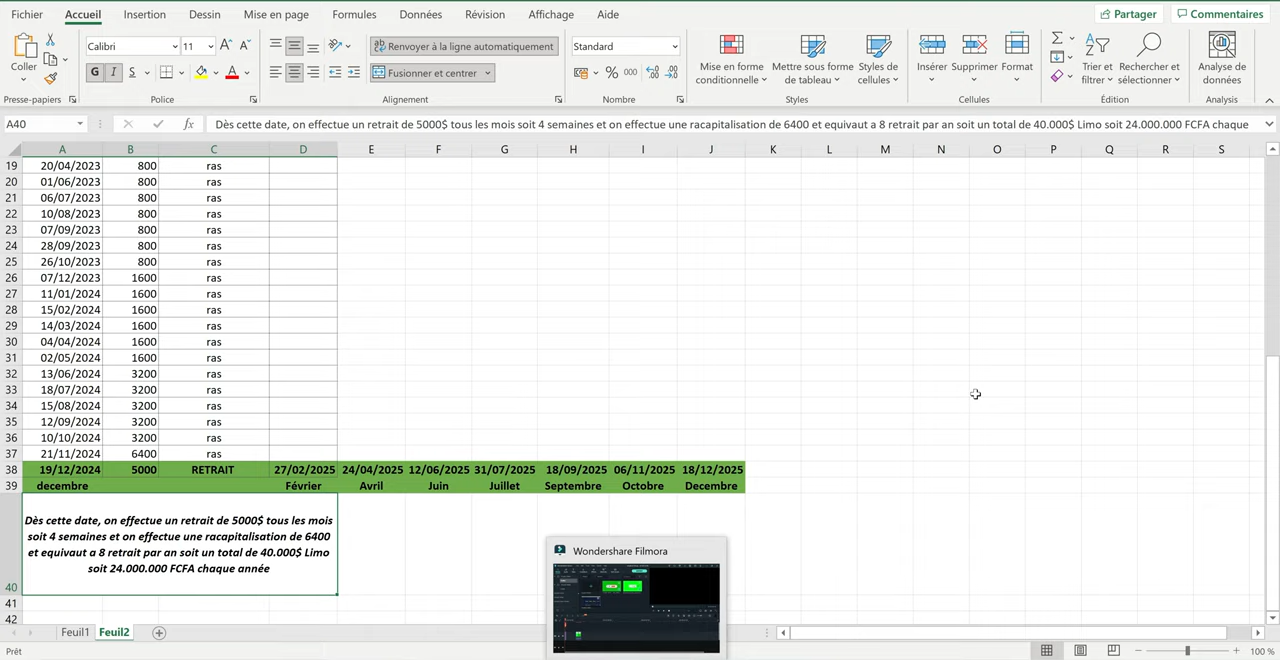 Fichier Accueil Insertion Dessin Mise en page Formules Données Révision Affichage Aide Partager Commentaires
Calibri 11 Renvoyer à la ligne automatiquement Standard
Coller G I S Fusionner et centrer % 000 Mise en forme conditionnelle Mettre sous forme de tableau Styles de cellules Insérer Supprimer Format Trier et filtrer Rechercher et sélectionner Analyse de données
Presse-papiers Police Alignement Nombre Styles Cellules Édition Analysis
A40 fx Dès cette date, on effectue un retrait de 5000$ tous les mois soit 4 semaines et on effectue une racapitalisation de 6400 et equivaut a 8 retrait par an soit un total de 40.000$ Limo soit 24.000.000 FCFA chaque
A B C D E F G H I J K L M N O P Q R S
19 20/04/2023 800 ras
20 01/06/2023 800 ras
21 06/07/2023 800 ras
22 10/08/2023 800 ras
23 07/09/2023 800 ras
24 28/09/2023 800 ras
25 26/10/2023 800 ras
26 07/12/2023 1600 ras
27 11/01/2024 1600 ras
28 15/02/2024 1600 ras
29 14/03/2024 1600 ras
30 04/04/2024 1600 ras
31 02/05/2024 1600 ras
32 13/06/2024 3200 ras
33 18/07/2024 3200 ras
34 15/08/2024 3200 ras
35 12/09/2024 3200 ras
36 10/10/2024 3200 ras
37 21/11/2024 6400 ras
38 19/12/2024 5000 RETRAIT 27/02/2025 24/04/2025 12/06/2025 31/07/2025 18/09/2025 06/11/2025 18/12/2025
39 decembre Février Avril Juin Juillet Septembre Octobre Decembre
Dès cette date, on effectue un retrait de 5000$ tous les mois
soit 4 semaines et on effectue une racapitalisation de 6400
et equivaut a 8 retrait par an soit un total de 40.000$ Limo
soit 24.000.000 FCFA chaque année
40
41
42
Wondershare Filmora
Feuil1 Feuil2
Prêt 100 %